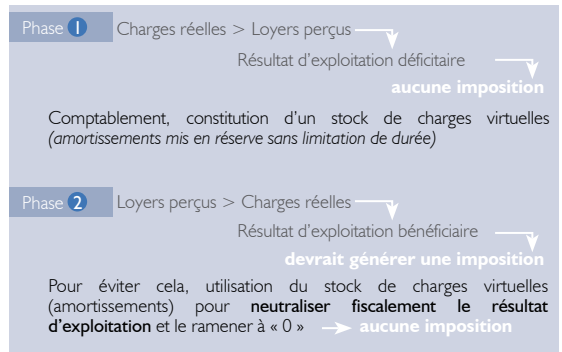 Phase 1 Charges réelles > Loyers perçus
Résultat d'exploitation déficitaire
aucune imposition
Comptablement, constitution d'un stock de charges virtuelles
(amortissements mis en réserve sans limitation de durée)
Phase 2 Loyers perçus > Charges réelles
Résultat d'exploitation bénéficiaire
devrait générer une imposition
Pour éviter cela, utilisation du stock de charges virtuelles
(amortissements) pour neutraliser fiscalement le résultat
d'exploitation et le ramener à « 0 » → aucune imposition